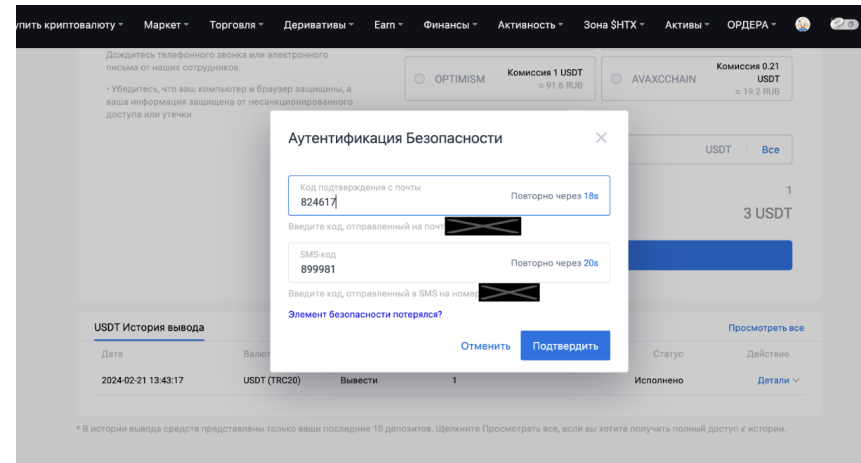 упить криптовалюту Маркет Торговля Деривативы Earn Финансы Активность Зона $HTX Активы ОРДЕРА
Дождитесь телефонного звонка или электронного
письма от наших сотрудников.
• Убедитесь, что ваш компьютер и браузер защищены, а
ваша информация защищена от несанкционированного
доступа или утечки
OPTIMISM
Комиссия 1 USDT
≈ 91.6 RUB
AVAXCCHAIN
Комиссия 0.21
USDT
≈ 19.2 RUB
USDT Все
1
3 USDT
Аутентификация Безопасности
Код подтверждения с почты
824617
Повторно через 18s
Введите код, отправленный на почт
SMS-код
899981
Повторно через 20s
Введите код, отправленный в SMS на номер
Элемент безопасности потерялся?
Отменить Подтвердить
USDT История вывода
Просмотреть все
Дата Валют Статус Действие
2024-02-21 13:43:17 USDT (TRC20) Вывести 1 Исполнено Детали
* В истории вывода средств представлены только ваши последние 10 депозитов. Щелкните Просмотреть все, если вы хотите получить полный доступ к истории.